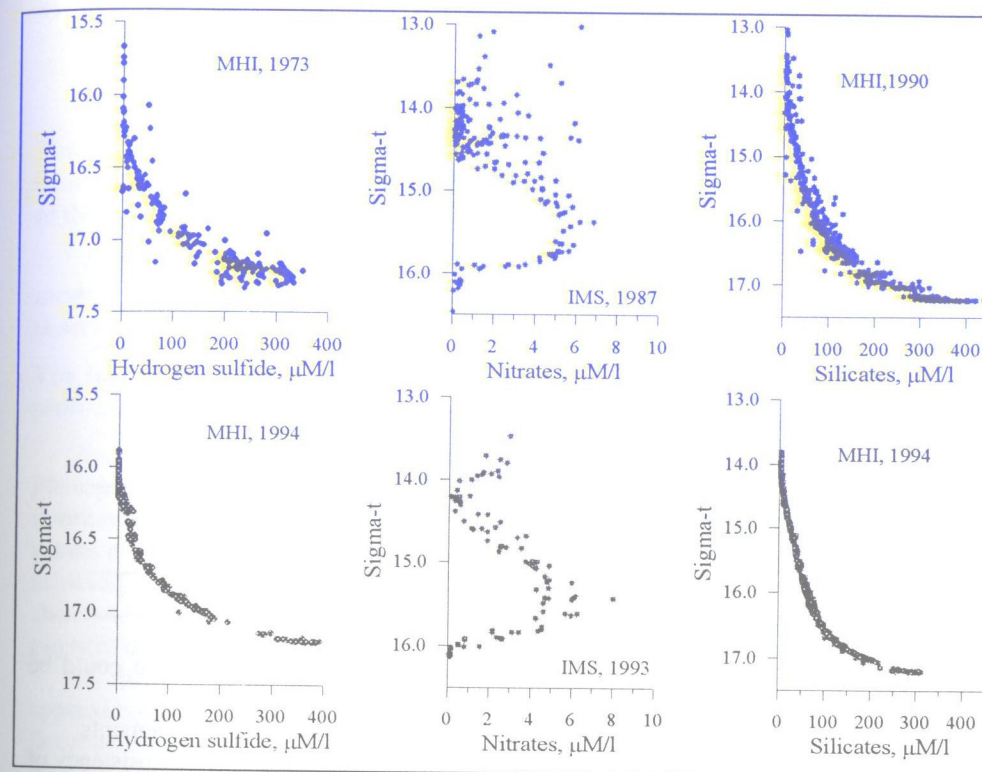 MHI, 1973
Sigma-t
15.5
16.0
16.5
17.0
17.5
0 100 200 300 400
Hydrogen sulfide, μM/l
IMS, 1987
Sigma-t
13.0
14.0
15.0
16.0
0 2 4 6 8 10
Nitrates, μM/l
MHI,1990
Sigma-t
13.0
14.0
15.0
16.0
17.0
0 100 200 300 400
Silicates, μM/l
MHI, 1994
Sigma-t
15.5
16.0
16.5
17.0
17.5
0 100 200 300 400
Hydrogen sulfide, μM/l
IMS, 1993
Sigma-t
13.0
14.0
15.0
16.0
0 2 4 6 8 10
Nitrates, μM/l
MHI, 1994
Sigma-t
13.0
14.0
15.0
16.0
17.0
0 100 200 300 400
Silicates, μM/l